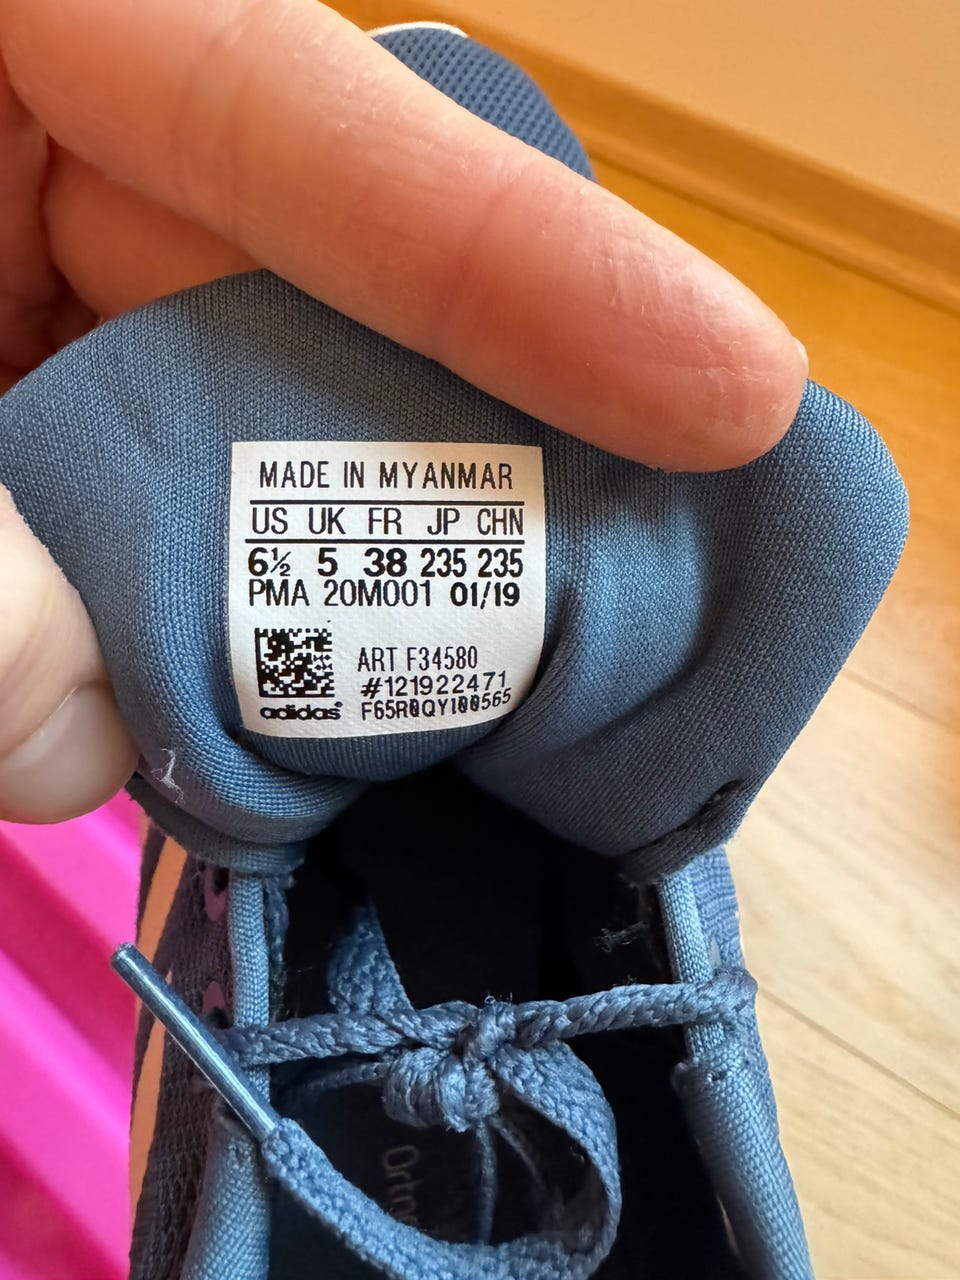 MADE IN MYANMAR
US UK FR JP CHN
6½ 5 38 235 235
PMA 20M001 01/19
ART F34580
#121922471
F65R0QY100565
adidas